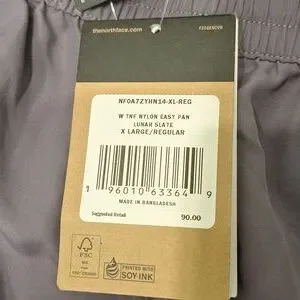 thenorthface.com
NF0A7ZYHN14-XL-REG
W TNF NYLON EASY PAN
LUNAR SLATE
X LARGE/REGULAR
1 96010 63364 9
MADE IN BANGLADESH
Suggested Retail 90.00
FSC
MIX
PRINTED WITH
SOY INK